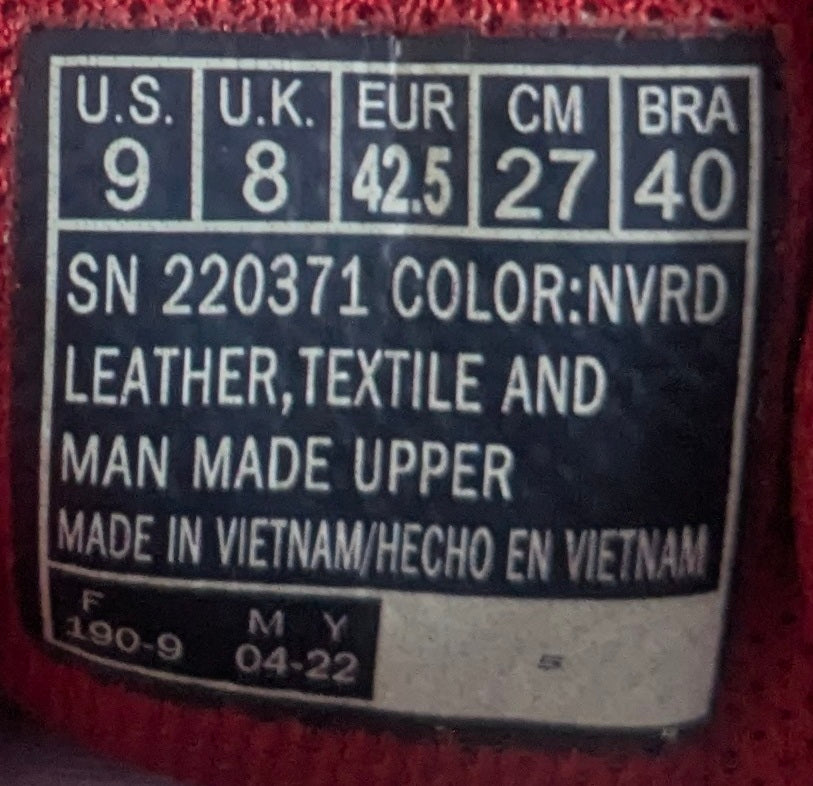 U.S. U.K. EUR CM BRA
9 8 42.5 27 40
SN 220371 COLOR:NVRD
LEATHER,TEXTILE AND
MAN MADE UPPER
MADE IN VIETNAM/HECHO EN VIETNAM
F M Y
190-9 04-22
5